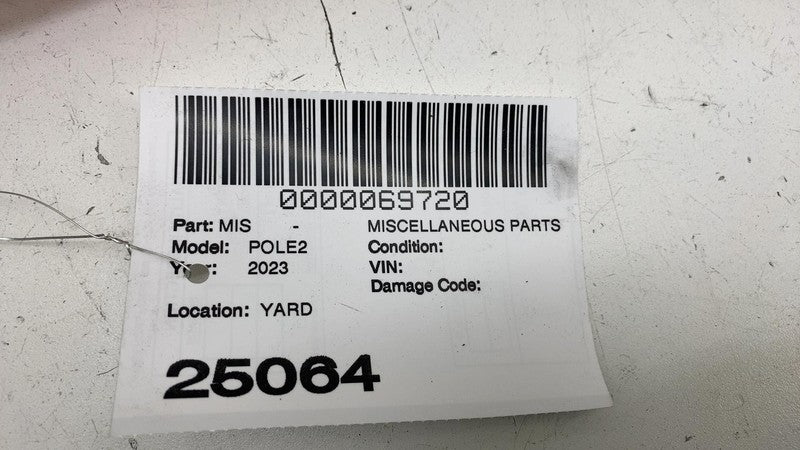 0000069720
Part: MIS - MISCELLANEOUS PARTS
Model: POLE2 Condition:
2023 VIN:
Damage Code:
Location: YARD
25064